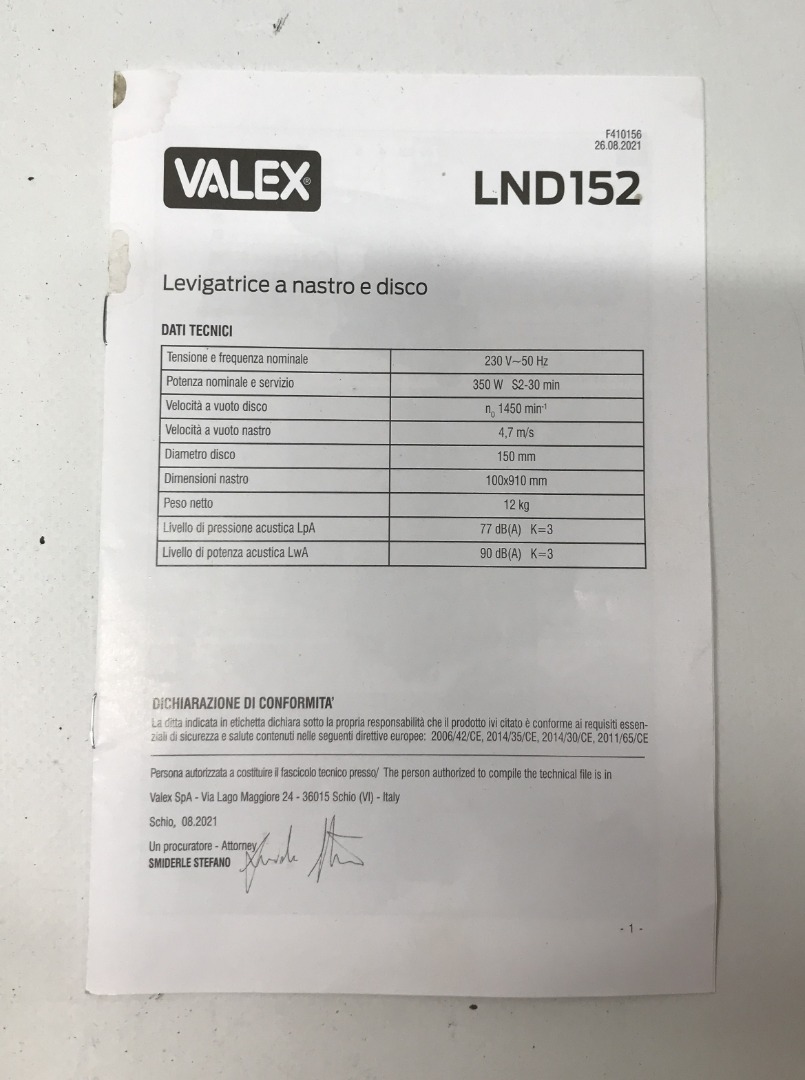 F410156
26.08.2021
VALEX®
LND152
Levigatrice a nastro e disco
DATI TECNICI
Tensione e frequenza nominale 230 V~50 Hz
Potenza nominale e servizio 350 W S2-30 min
Velocità a vuoto disco n₀ 1450 min⁻¹
Velocità a vuoto nastro 4,7 m/s
Diametro disco 150 mm
Dimensioni nastro 100x910 mm
Peso netto 12 kg
Livello di pressione acustica LpA 77 dB(A) K=3
Livello di potenza acustica LwA 90 dB(A) K=3
DICHIARAZIONE DI CONFORMITA'
La ditta indicata in etichetta dichiara sotto la propria responsabilità che il prodotto ivi citato è conforme ai requisiti essen-
ziali di sicurezza e salute contenuti nelle seguenti direttive europee: 2006/42/CE, 2014/35/CE, 2014/30/CE, 2011/65/CE
Persona autorizzata a costituire il fascicolo tecnico presso/ The person authorized to compile the technical file is in
Valex SpA - Via Lago Maggiore 24 - 36015 Schio (VI) - Italy
Schio, 08.2021
Un procuratore - Attorney
SMIDERLE STEFANO
- 1 -